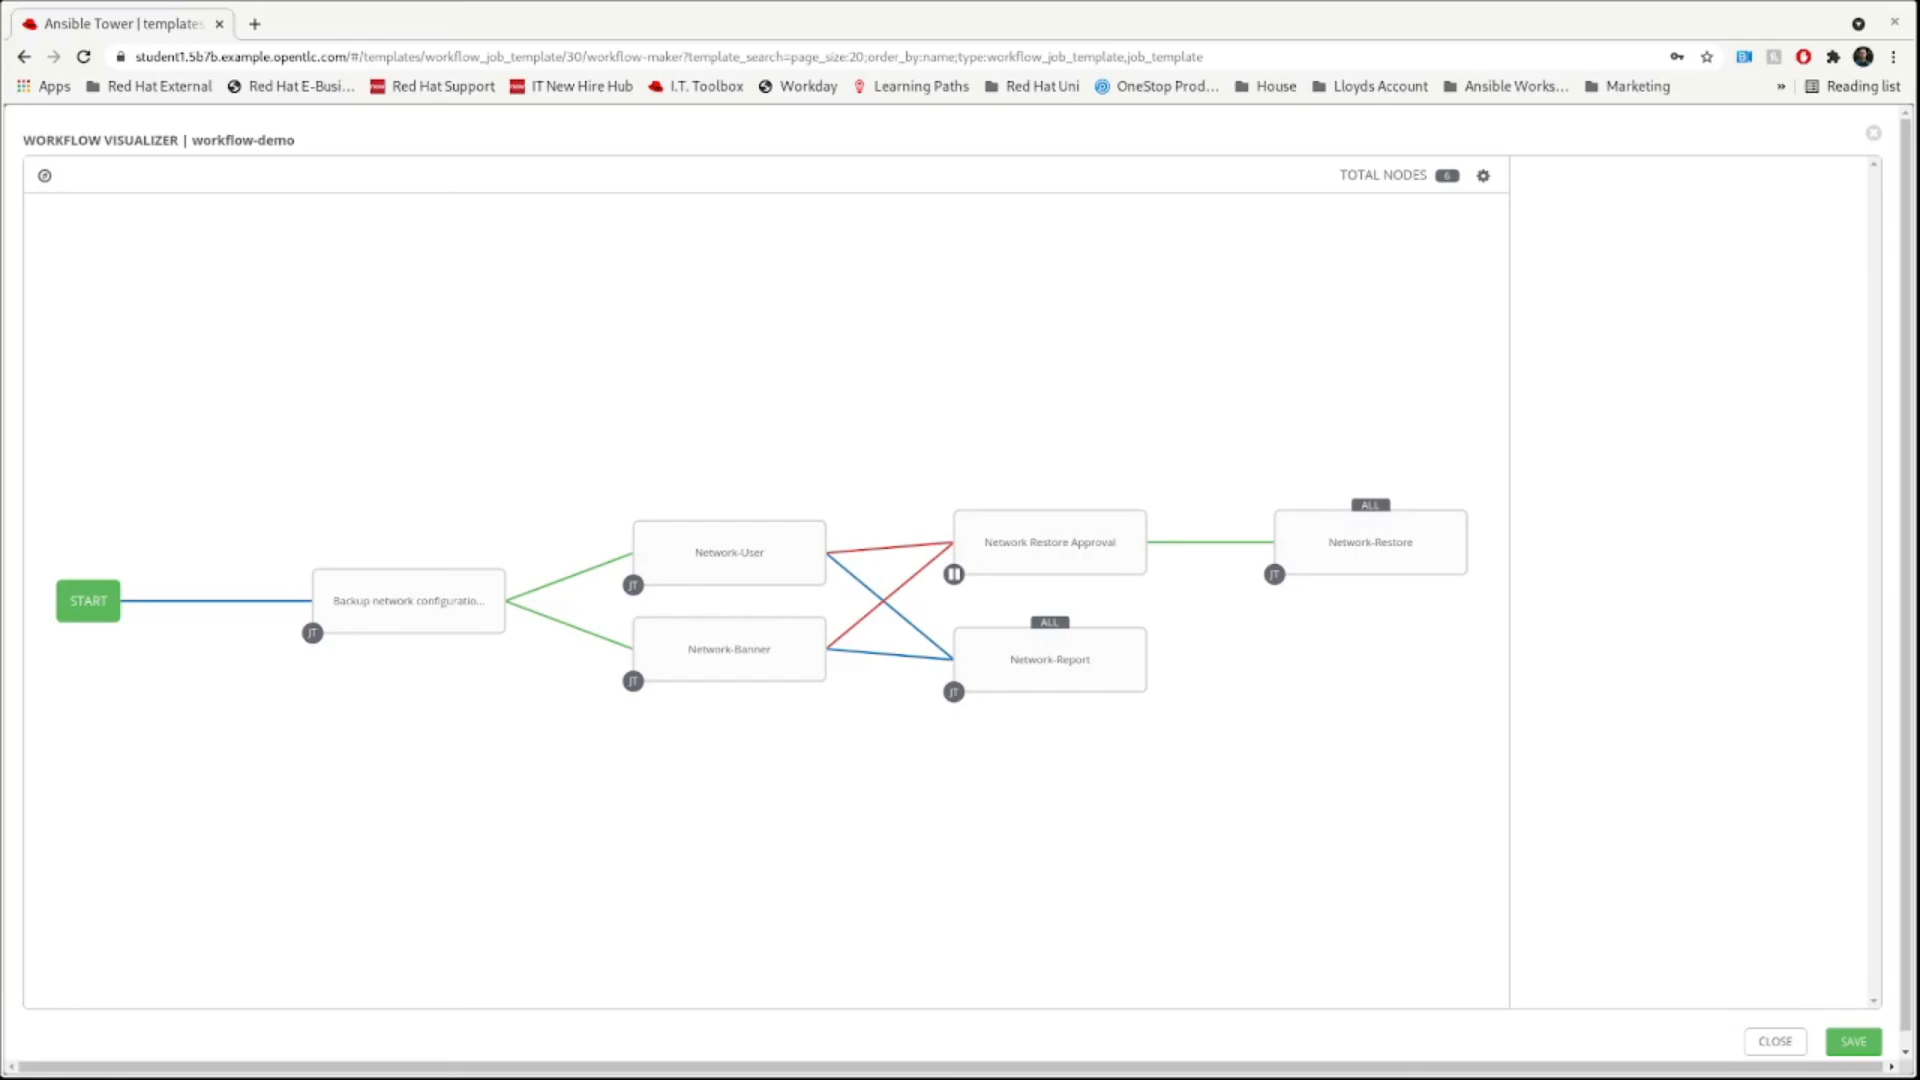 Ansible Tower | templates
student1.5b7b.example.opentlc.com/#/templates/workflow_job_template/30/workflow-maker?template_search=page_size:20;order_by:name;type:workflow_job_template,job_template
Apps Red Hat External Red Hat E-Busi... Red Hat Support IT New Hire Hub I.T. Toolbox Workday Learning Paths Red Hat Uni OneStop Prod... House Lloyds Account Ansible Works... Marketing » Reading list
WORKFLOW VISUALIZER | workflow-demo
TOTAL NODES 6
ALL
Network Restore Approval
Network-Restore
Network-User
JT
JT
START
Backup network configuratio...
ALL
JT
Network-Banner
Network-Report
JT
JT
CLOSE SAVE